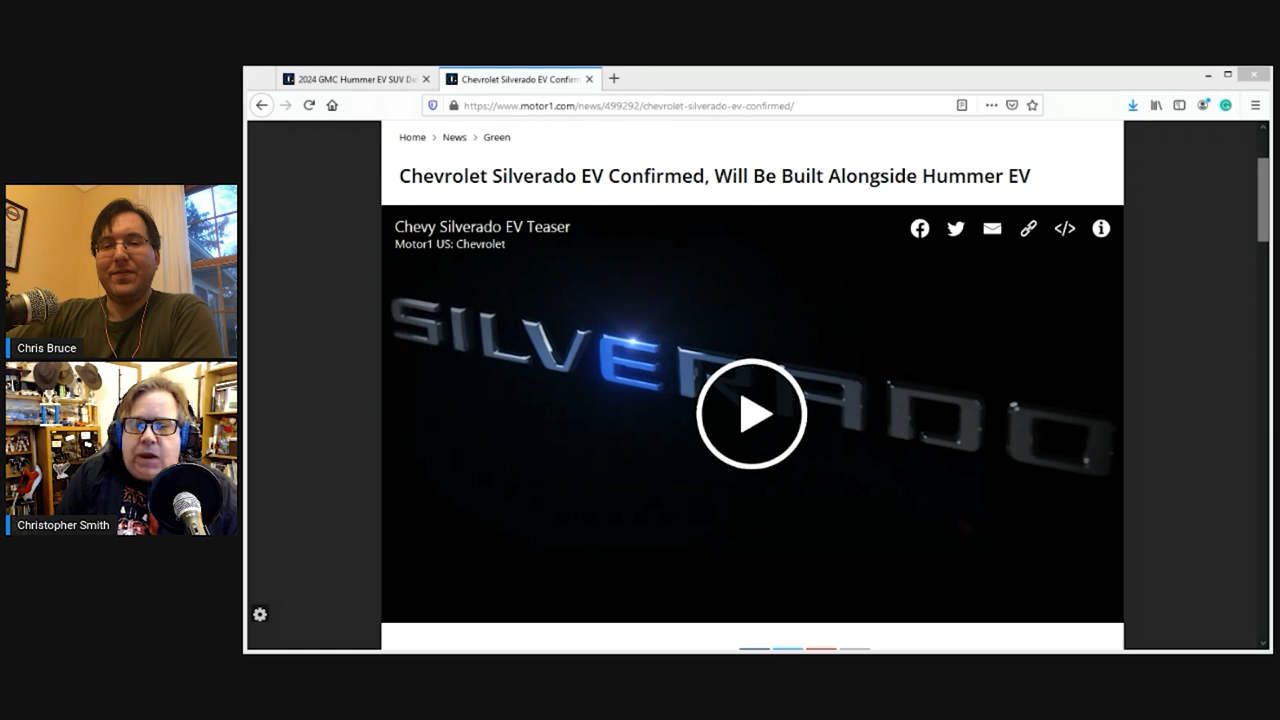 2024 GMC Hummer EV SUV De
Chevrolet Silverado EV Confirm
https://www.motor1.com/news/499292/chevrolet-silverado-ev-confirmed/
Home > News > Green
Chevrolet Silverado EV Confirmed, Will Be Built Alongside Hummer EV
Chevy Silverado EV Teaser
Motor1 US: Chevrolet
SILVERADO
Chris Bruce
Christopher Smith